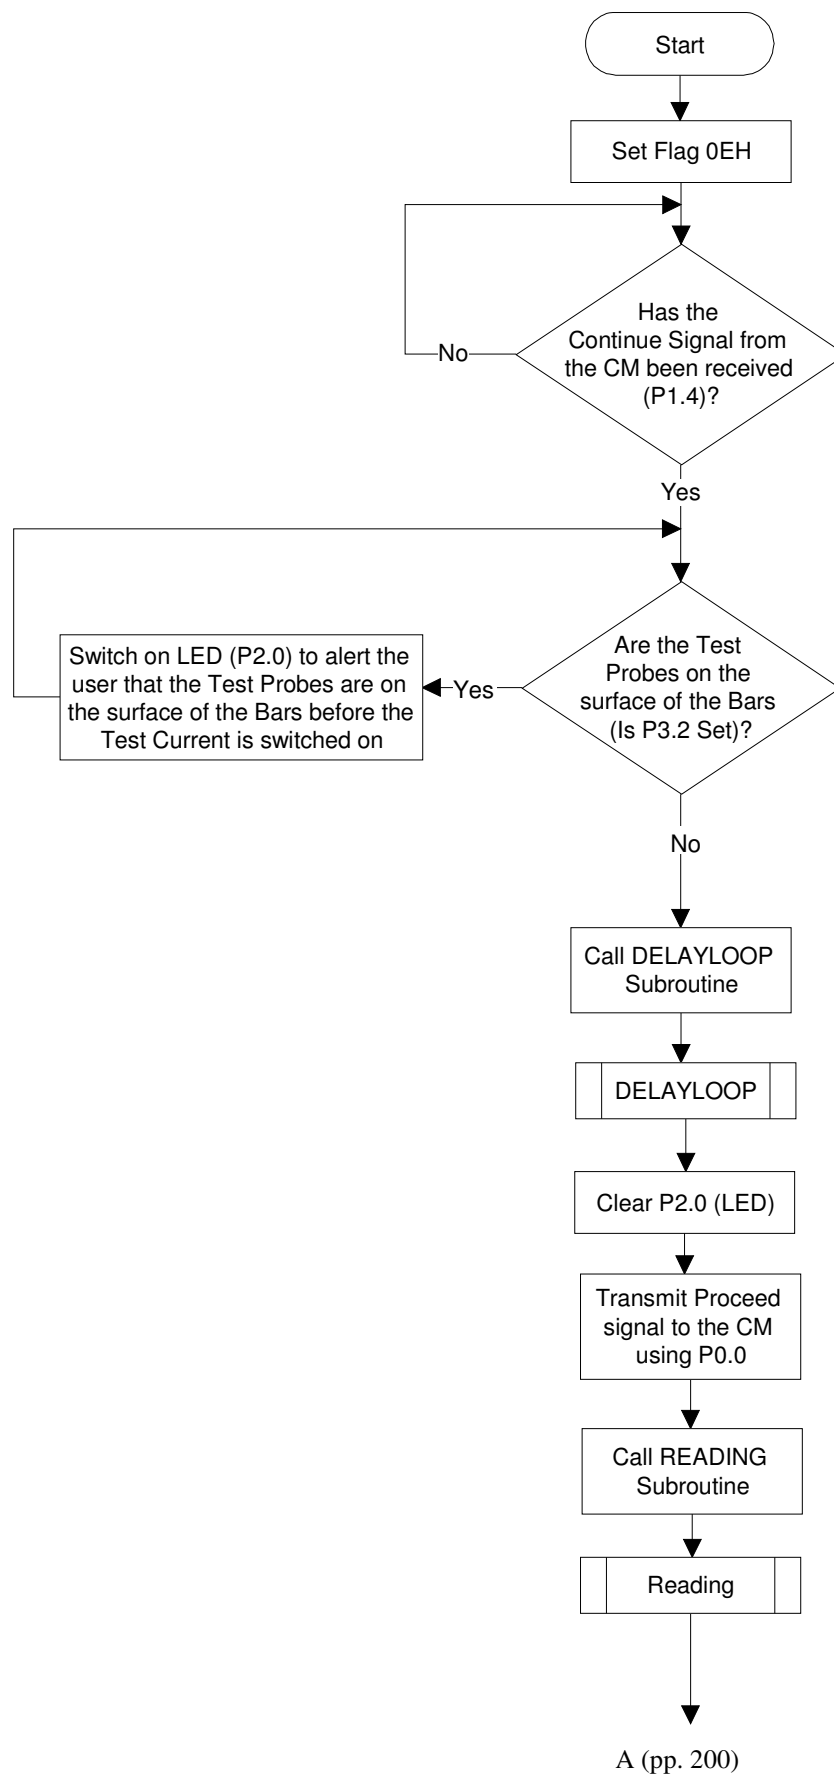 Start
Set Flag 0EH
Has the
Continue Signal from
the CM been received
(P1.4)?
No
Yes
Are the Test
Probes on the
surface of the Bars
(Is P3.2 Set)?
Yes
Switch on LED (P2.0) to alert the
user that the Test Probes are on
the surface of the Bars before the
Test Current is switched on
No
Call DELAYLOOP
Subroutine
DELAYLOOP
Clear P2.0 (LED)
Transmit Proceed
signal to the CM
using P0.0
Call READING
Subroutine
Reading
A (pp. 200)